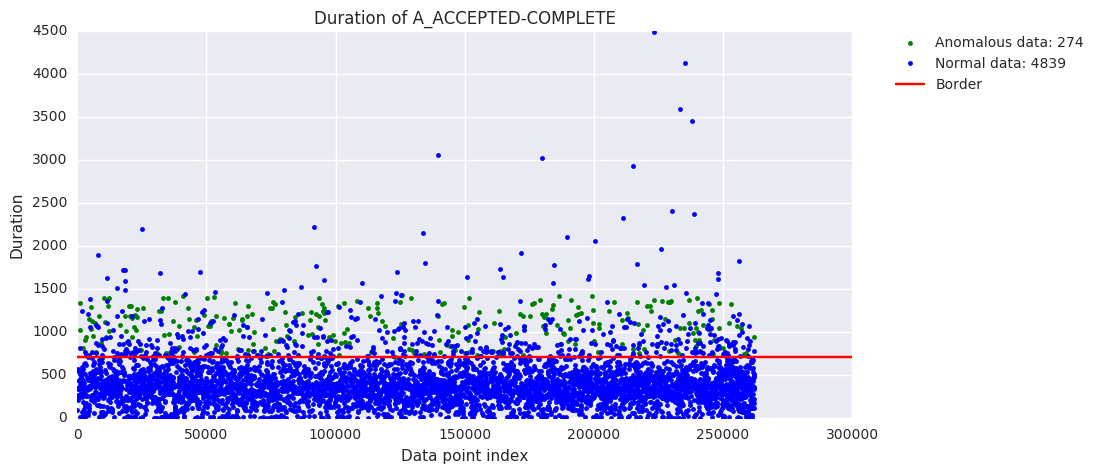 Duration of A_ACCEPTED-COMPLETE
Anomalous data: 274
Normal data: 4839
Border
Duration
4500
4000
3500
3000
2500
2000
1500
1000
500
0
0 50000 100000 150000 200000 250000 300000
Data point index